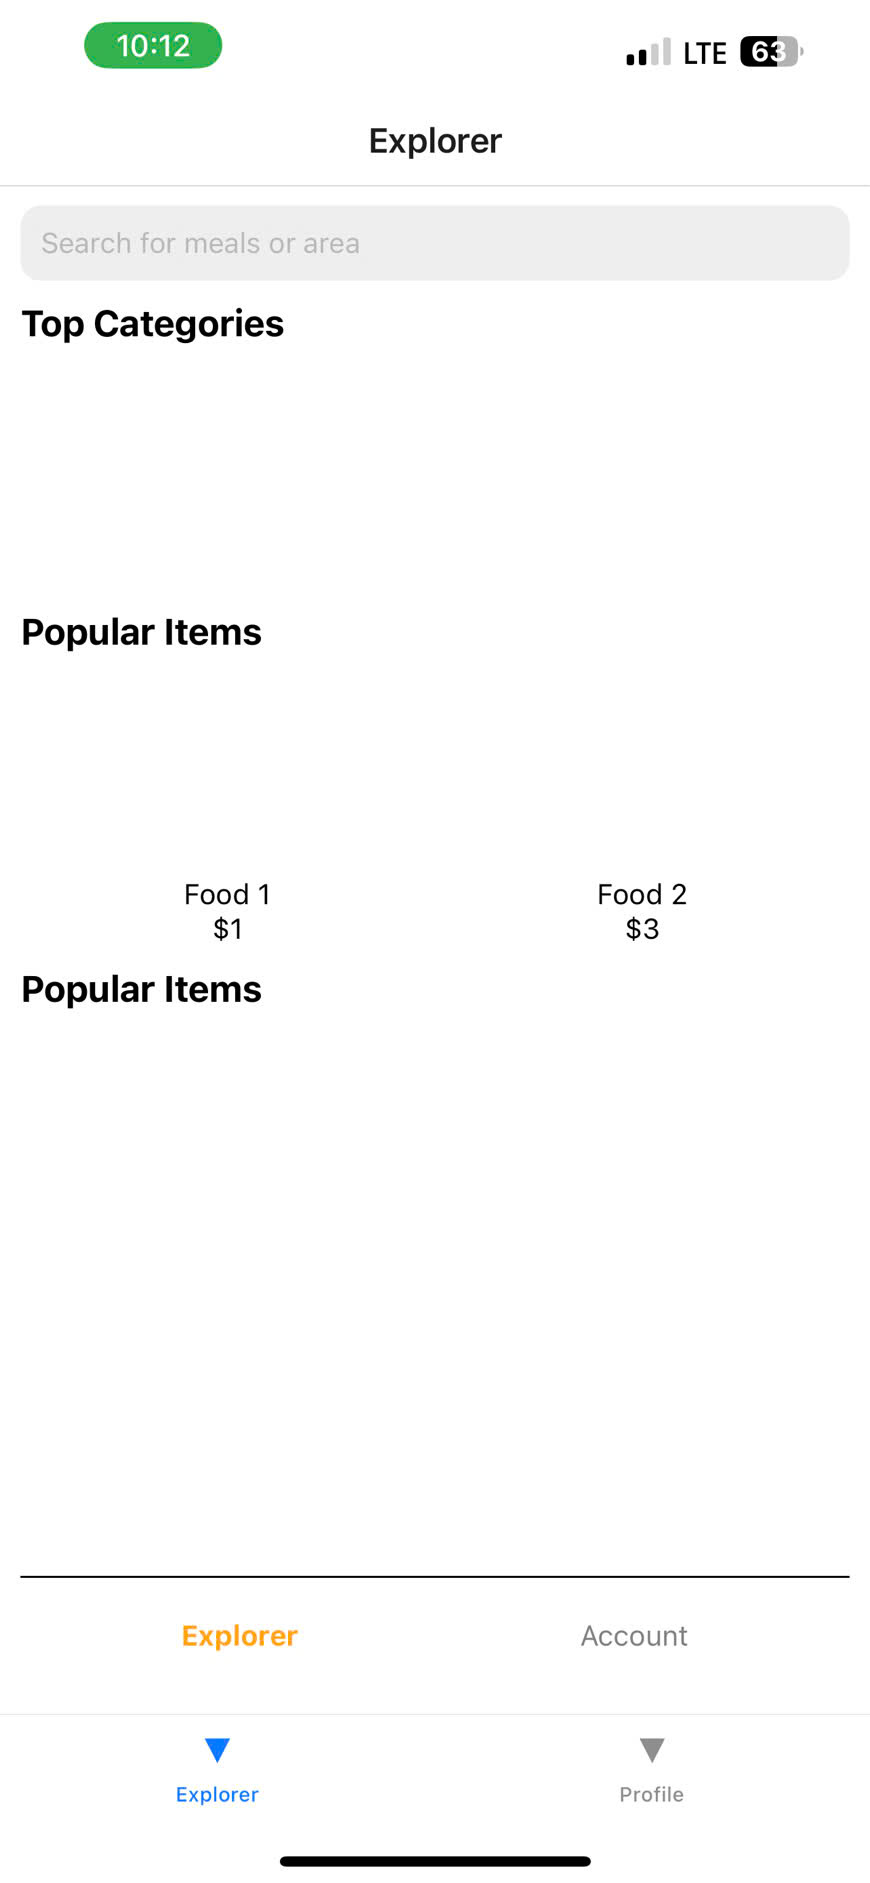 10:12 LTE 63
Explorer
Search for meals or area
Top Categories
Popular Items
Food 1 Food 2
$1 $3
Popular Items
Explorer Account
Explorer Profile